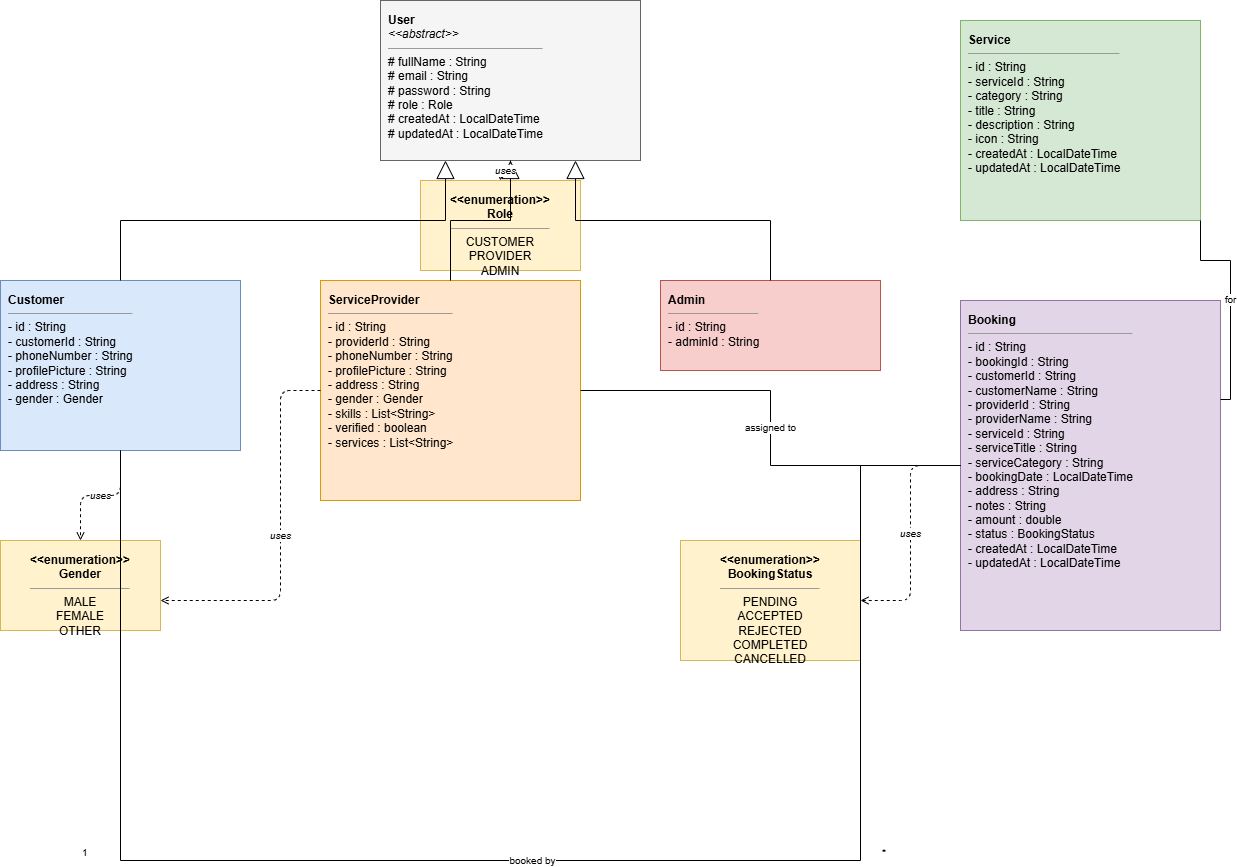 User
<<abstract>>
# fullName : String
# email : String
# password : String
# role : Role
# createdAt : LocalDateTime
# updatedAt : LocalDateTime
Service
- id : String
- serviceId : String
- category : String
- title : String
- description : String
- icon : String
- createdAt : LocalDateTime
- updatedAt : LocalDateTime
uses
<<enumeration>>
Role
CUSTOMER
PROVIDER
ADMIN
Customer
- id : String
- customerId : String
- phoneNumber : String
- profilePicture : String
- address : String
- gender : Gender
ServiceProvider
- id : String
- providerId : String
- phoneNumber : String
- profilePicture : String
- address : String
- gender : Gender
- skills : List<String>
- verified : boolean
- services : List<String>
Admin
- id : String
- adminId : String
for
Booking
- id : String
- bookingId : String
- customerId : String
- customerName : String
- providerId : String
- providerName : String
- serviceId : String
- serviceTitle : String
- serviceCategory : String
- bookingDate : LocalDateTime
- address : String
- notes : String
- amount : double
- status : BookingStatus
- createdAt : LocalDateTime
- updatedAt : LocalDateTime
assigned to
uses
uses
uses
<<enumeration>>
Gender
MALE
FEMALE
OTHER
<<enumeration>>
BookingStatus
PENDING
ACCEPTED
REJECTED
COMPLETED
CANCELLED
1
*
booked by